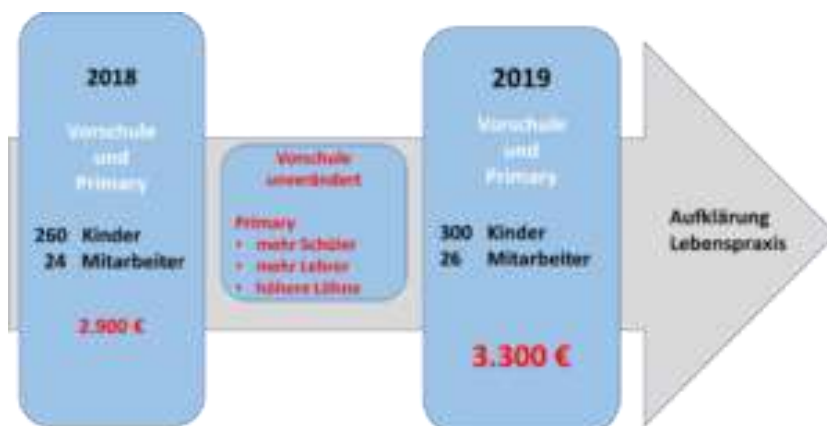 2018
Vorschule
und
Primary
260 Kinder
24 Mitarbeiter
2.900 €
Vorschule
unverändert
Primary
• mehr Schüler
• mehr Lehrer
• höhere Löhne
2019
Vorschule
und
Primary
300 Kinder
26 Mitarbeiter
3.300 €
Aufklärung
Lebenspraxis